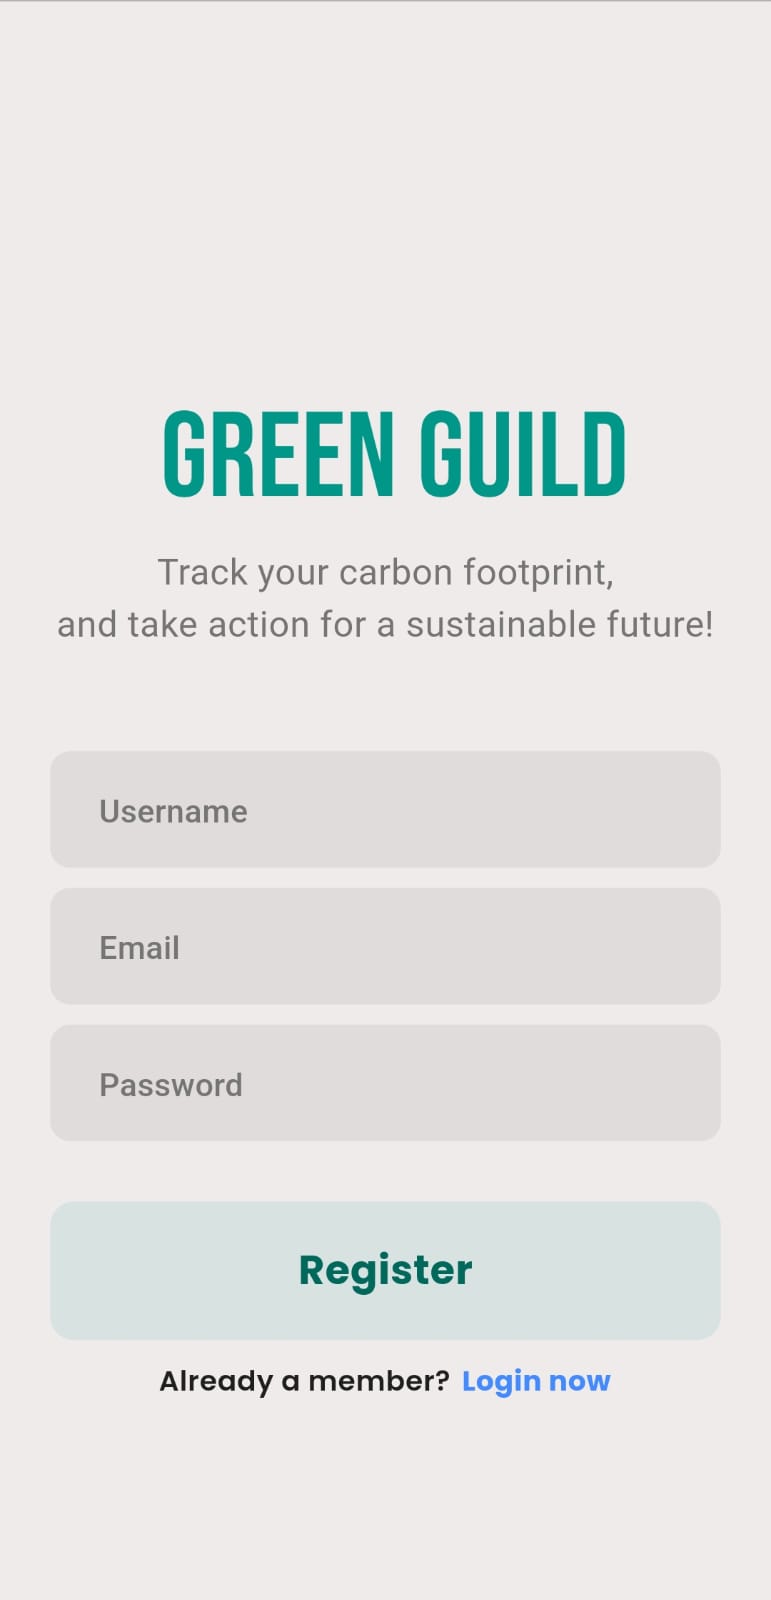 GREEN GUILD
Track your carbon footprint,
and take action for a sustainable future!
Username
Email
Password
Register
Already a member? Login now